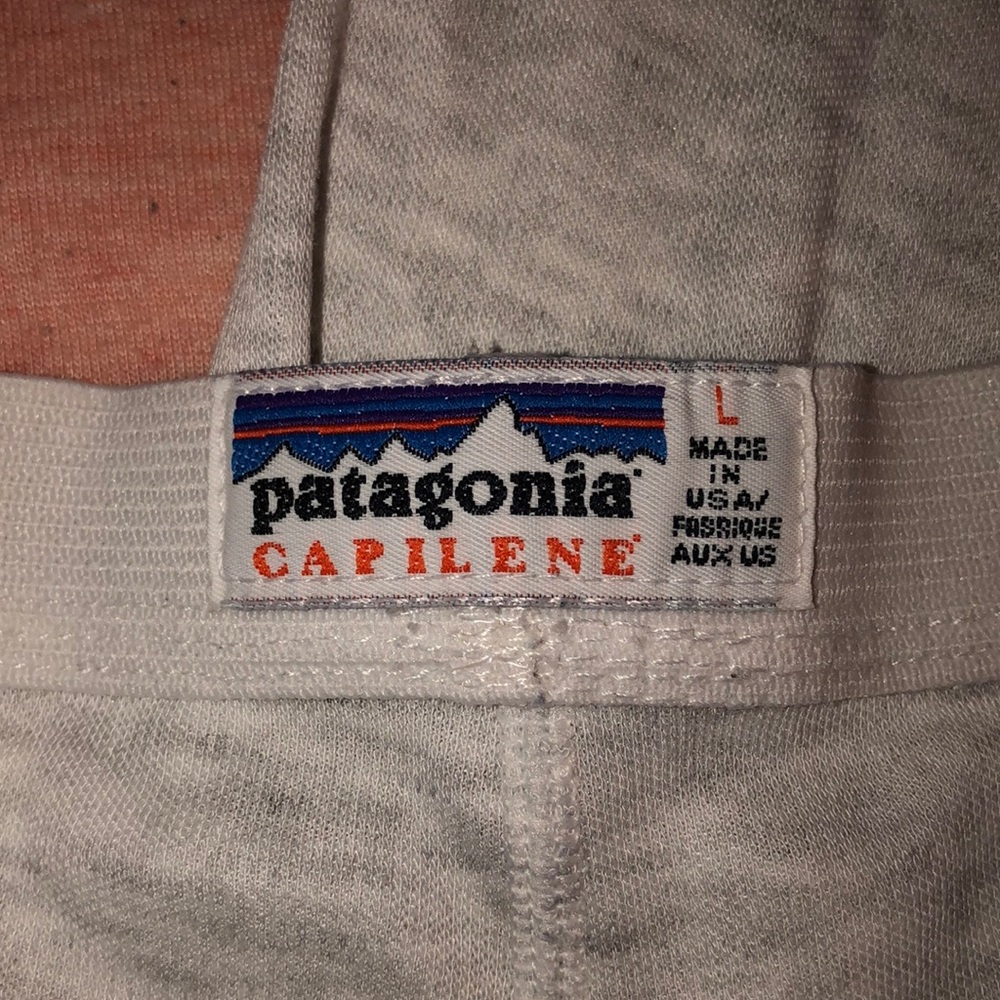 patagonia®
CAPILENE®
L
MADE
IN
USA/
FABRIQUE
AUX US